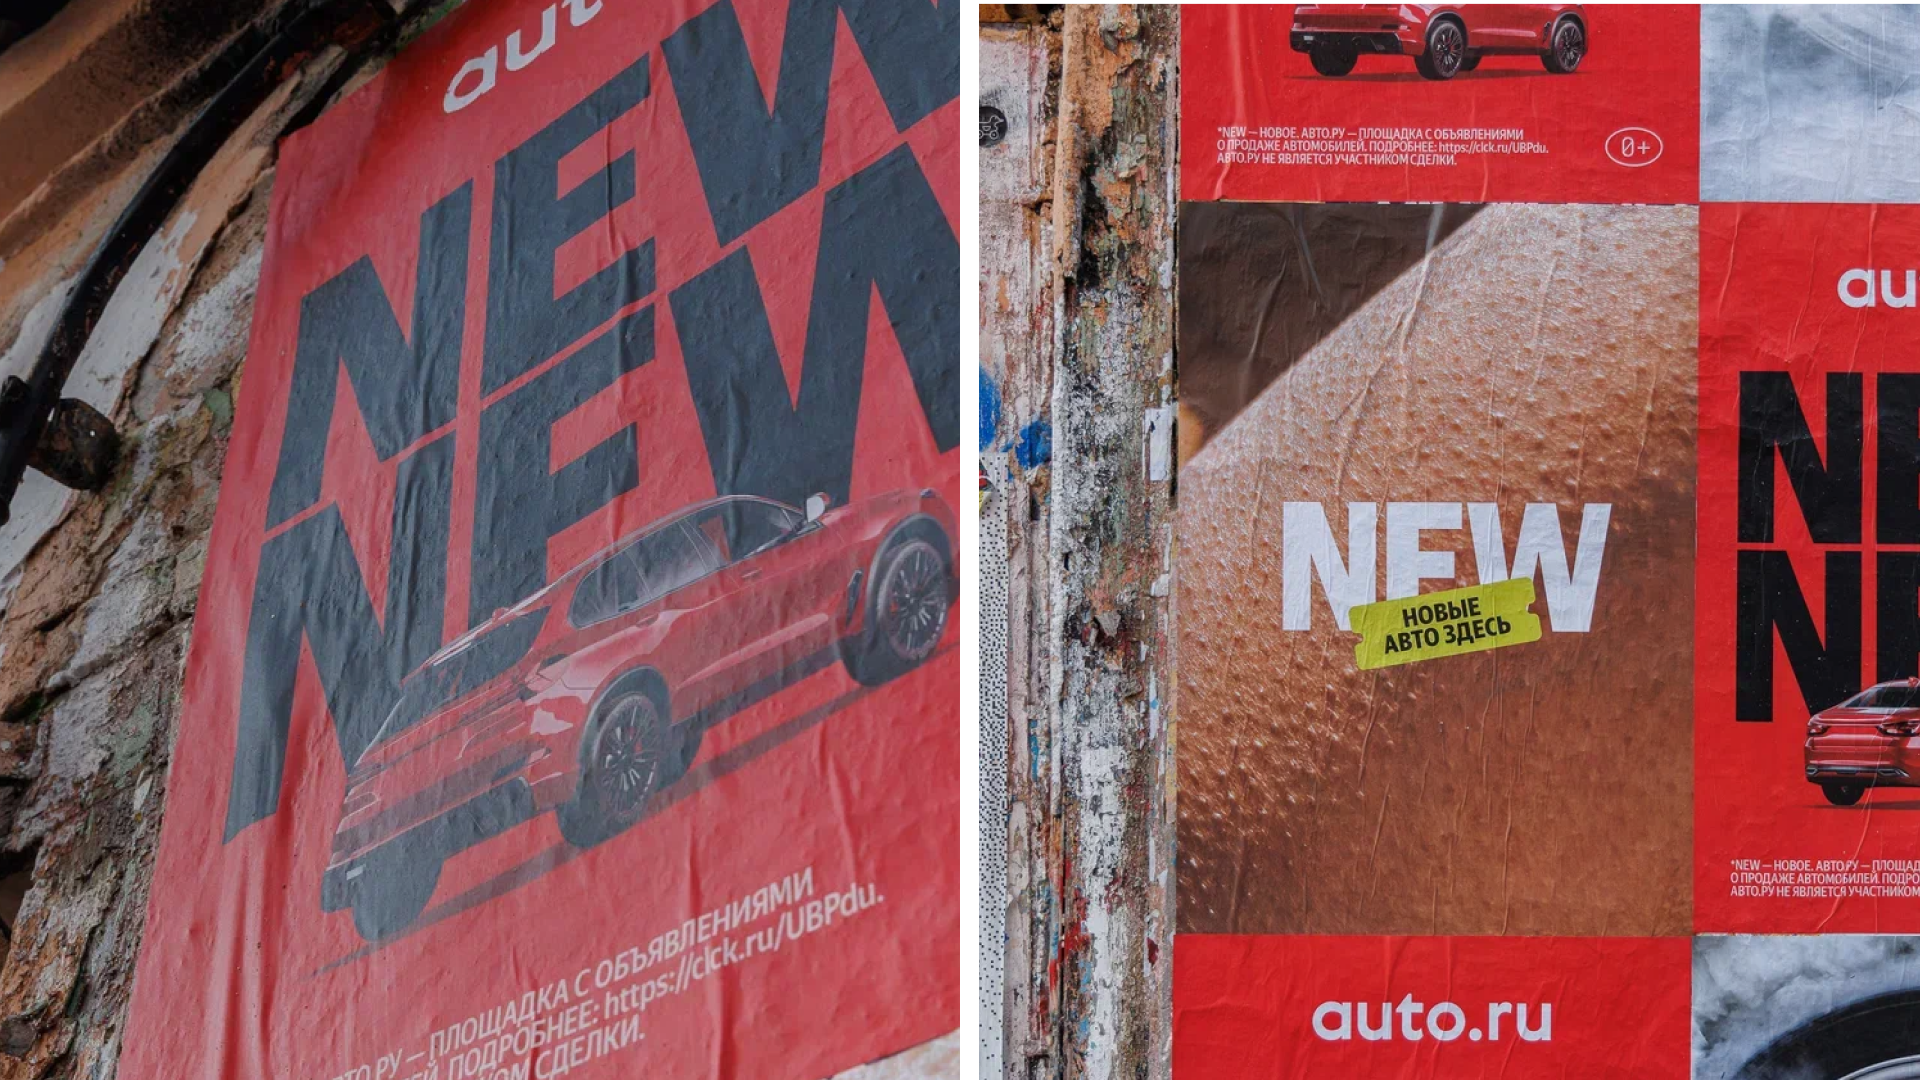 aut
NEW
NEW
ТО.РУ — ПЛОЩАДКА С ОБЪЯВЛЕНИЯМИ
ПОДРОБНЕЕ: https://clck.ru/UBPdu.
СДЕЛКИ.
*NEW — НОВОЕ. АВТО.РУ — ПЛОЩАДКА С ОБЪЯВЛЕНИЯМИ
О ПРОДАЖЕ АВТОМОБИЛЕЙ. ПОДРОБНЕЕ: https://clck.ru/UBPdu.
АВТО.РУ НЕ ЯВЛЯЕТСЯ УЧАСТНИКОМ СДЕЛКИ.
0+
NEW
НОВЫЕ
АВТО ЗДЕСЬ
auto.ru
au
NE
NE
*NEW — НОВОЕ. АВТО.РУ — ПЛОЩАД
О ПРОДАЖЕ АВТОМОБИЛЕЙ. ПОДРО
АВТО.РУ НЕ ЯВЛЯЕТСЯ УЧАСТНИКОМ